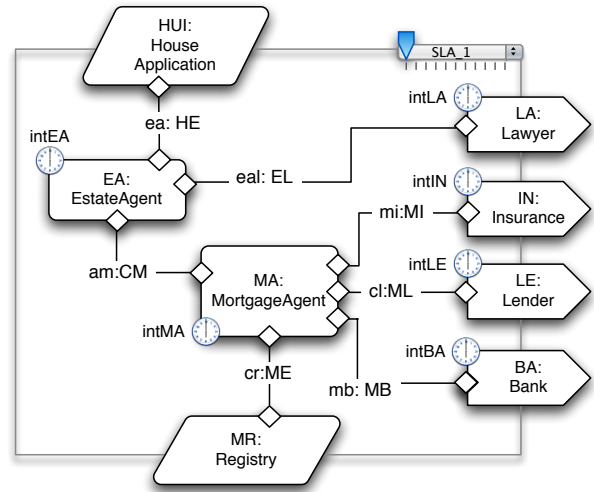 HUI:
House
Application
SLA_1
intLA
LA:
Lawyer
ea: HE
intEA
EA:
EstateAgent
eal: EL
intIN
IN:
Insurance
mi:MI
intLE
LE:
Lender
am:CM
MA:
MortgageAgent
cl:ML
intMA
intBA
BA:
Bank
cr:ME
mb: MB
MR:
Registry